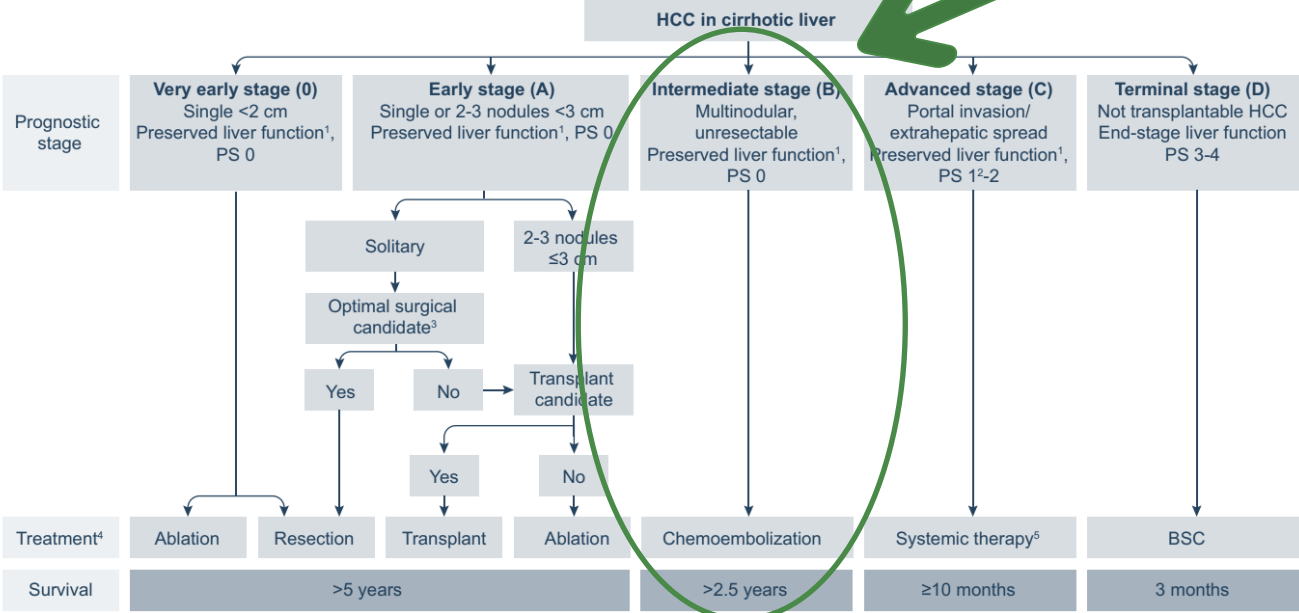 HCC in cirrhotic liver
Prognostic
stage
Very early stage (0)
Single <2 cm
Preserved liver function¹,
PS 0
Early stage (A)
Single or 2-3 nodules <3 cm
Preserved liver function¹, PS 0
Intermediate stage (B)
Multinodular,
unresectable
Preserved liver function¹,
PS 0
Advanced stage (C)
Portal invasion/
extrahepatic spread
Preserved liver function¹,
PS 1²-2
Terminal stage (D)
Not transplantable HCC
End-stage liver function
PS 3-4
Solitary
2-3 nodules
≤3 cm
Optimal surgical
candidate³
Yes
No
Transplant
candidate
Yes
No
Treatment⁴
Ablation
Resection
Transplant
Ablation
Chemoembolization
Systemic therapy⁵
BSC
Survival
>5 years
>2.5 years
≥10 months
3 months